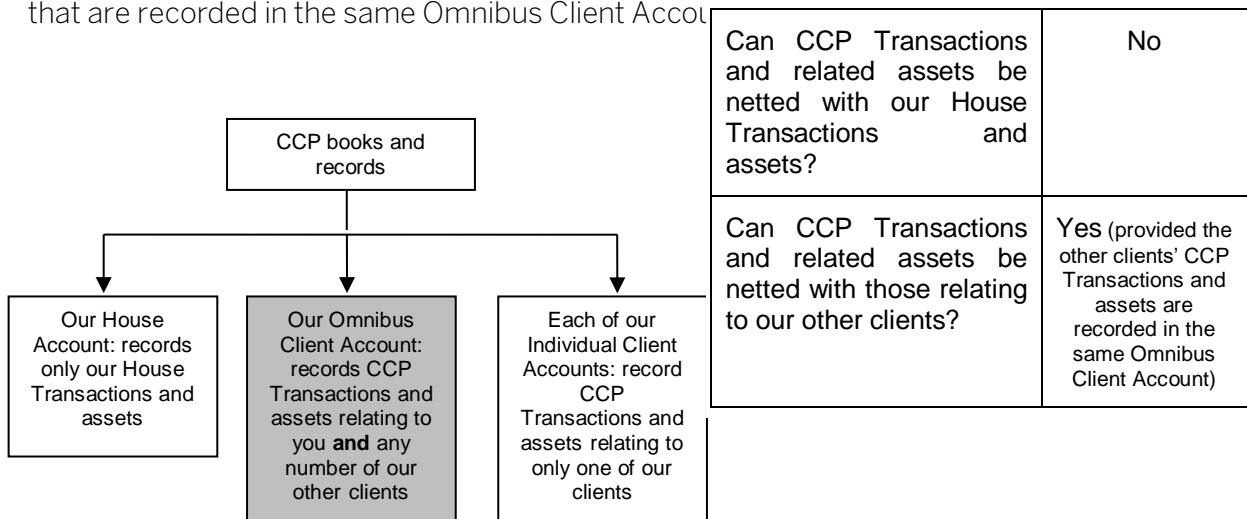 that are recorded in the same Omnibus Client
CCP books and
records
Our House
Account: records
only our House
Transactions and
assets
Our Omnibus
Client Account:
records CCP
Transactions and
assets relating to
you and any
number of our
other clients
Each of our
Individual Client
Accounts: record
CCP
Transactions and
assets relating to
only one of our
clients
Can CCP Transactions
and related assets be
netted with our House
Transactions and
assets?
No
Can CCP Transactions
and related assets be
netted with those relating
to our other clients?
Yes (provided the
other clients’ CCP
Transactions and
assets are
recorded in the
same Omnibus
Client Account)